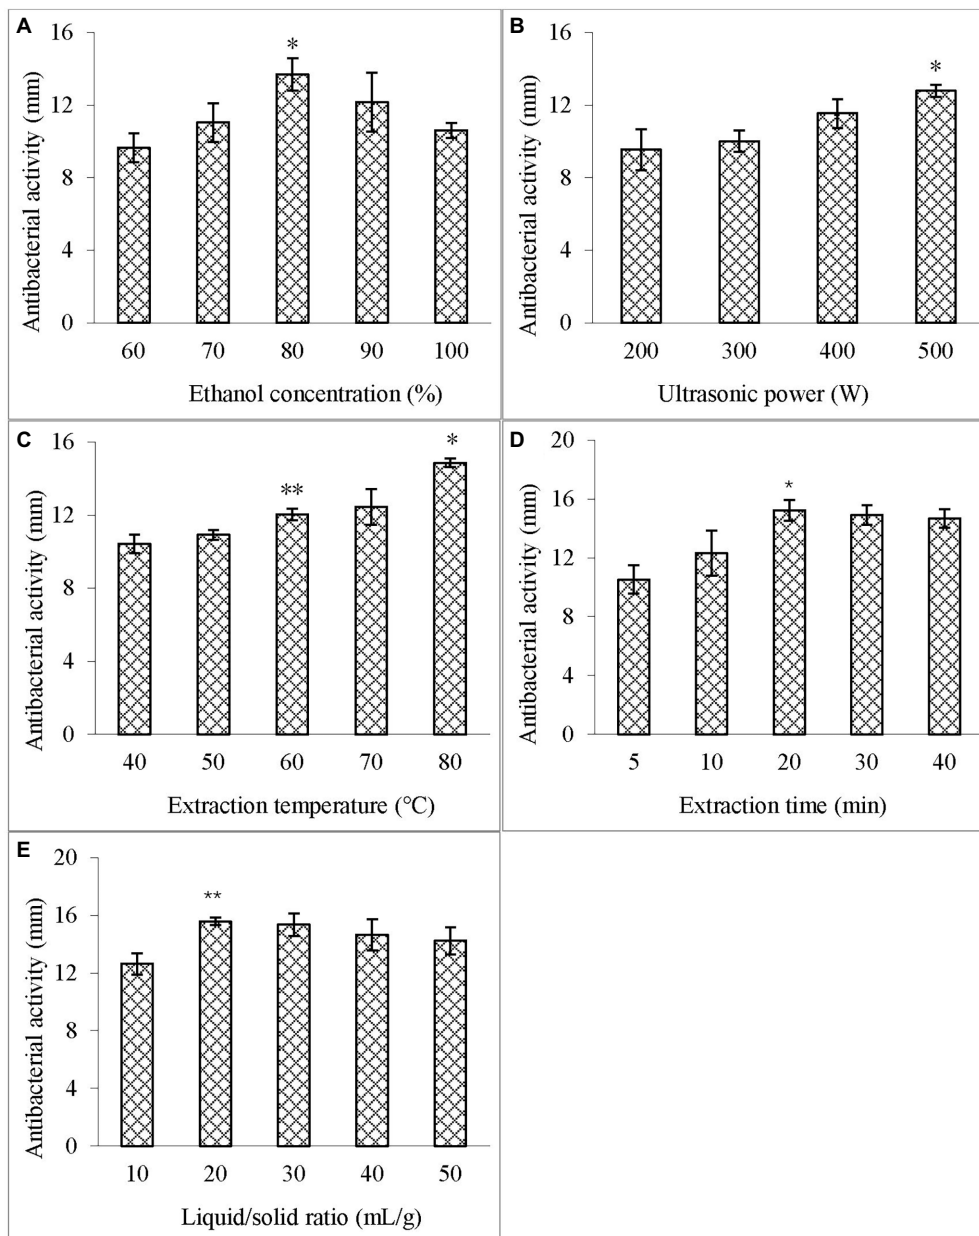 A
Antibacterial activity (mm)
16
12
8
4
0
*
60 70 80 90 100
Ethanol concentration (%)
B
Antibacterial activity (mm)
16
12
8
4
0
*
200 300 400 500
Ultrasonic power (W)
C
Antibacterial activity (mm)
16
12
8
4
0
** *
40 50 60 70 80
Extraction temperature (°C)
D
Antibacterial activity (mm)
20
16
12
8
4
0
*
5 10 20 30 40
Extraction time (min)
E
Antibacterial activity (mm)
20
16
12
8
4
0
**
10 20 30 40 50
Liquid/solid ratio (mL/g)